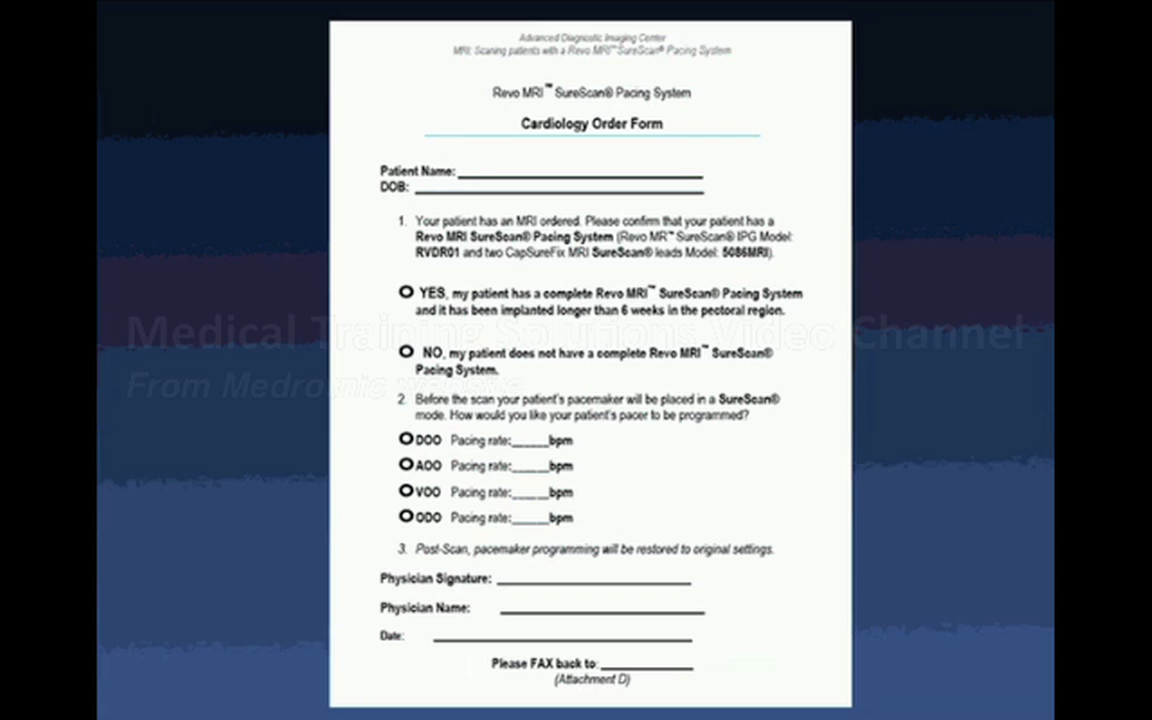 Advanced Diagnostic Imaging Center
MRI: Scaning patients with a Revo MRI™ SureScan® Pacing System
Revo MRI™ SureScan® Pacing System
Cardiology Order Form
Patient Name:
DOB:
1. Your patient has an MRI ordered. Please confirm that your patient has a
Revo MRI SureScan® Pacing System (Revo MR™ SureScan® IPG Model:
RVDR01 and two CapSureFix MRI SureScan® leads Model: 5086MRI).
YES, my patient has a complete Revo MRI™ SureScan® Pacing System
and it has been implanted longer than 6 weeks in the pectoral region.
Medical Training Solutions Video Channel
NO, my patient does not have a complete Revo MRI™ SureScan®
Pacing System.
From Medtronic website
2. Before the scan your patient's pacemaker will be placed in a SureScan®
mode. How would you like your patient's pacer to be programmed?
DOO Pacing rate:______bpm
AOO Pacing rate:______bpm
VOO Pacing rate:______bpm
ODO Pacing rate:______bpm
3. Post-Scan, pacemaker programming will be restored to original settings.
Physician Signature:
Physician Name:
Date:
Please FAX back to:
(Attachment D)